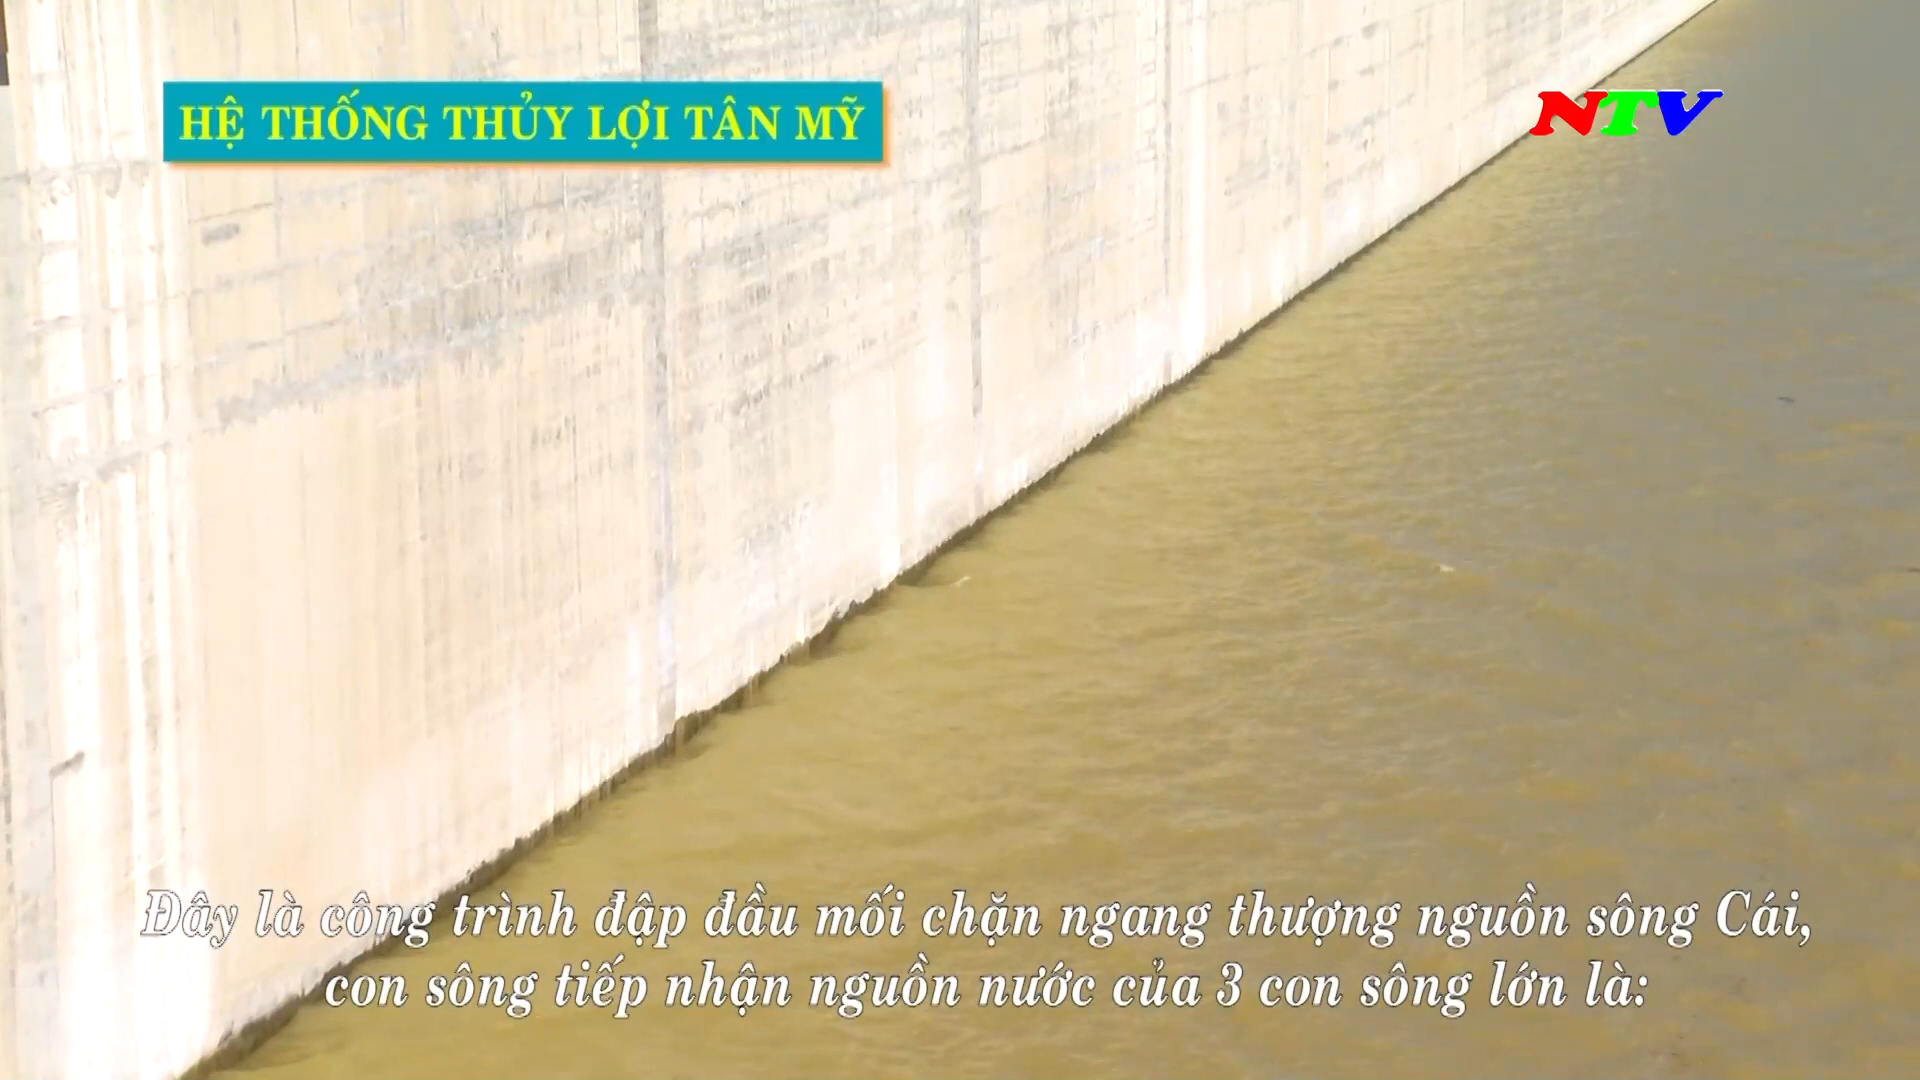 HỆ THỐNG THỦY LỢI TÂN MỸ
NTV
Đây là công trình đập đầu mối chặn ngang thượng nguồn sông Cái,
con sông tiếp nhận nguồn nước của 3 con sông lớn là: